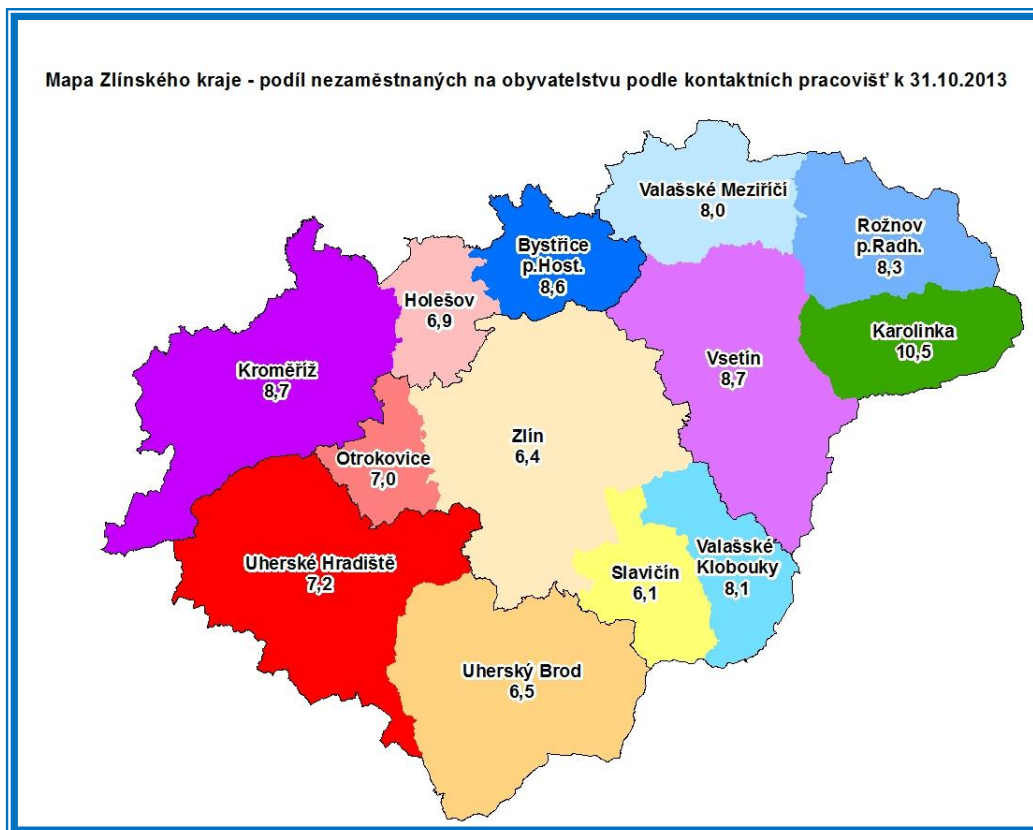 Mapa Zlínského kraje - podíl nezaměstnaných na obyvatelstvu podle kontaktních pracovišť k 31.10.2013
Valašské Meziříčí
8,0
Rožnov
p.Radh.
8,3
Bystřice
p.Host.
8,6
Holešov
6,9
Karolinka
10,5
Vsetín
8,7
Kroměříž
8,7
Zlín
6,4
Otrokovice
7,0
Valašské
Klobouky
8,1
Slavičín
6,1
Uherské Hradiště
7,2
Uherský Brod
6,5